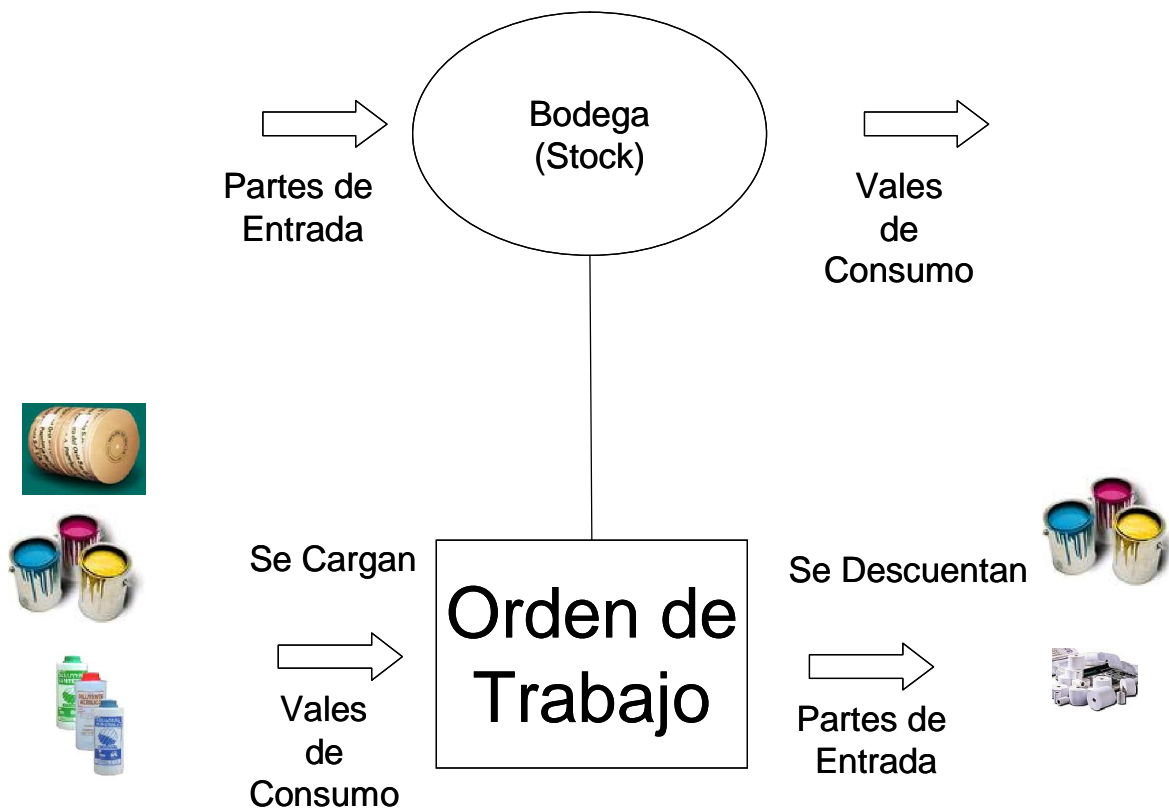 Bodega
(Stock)
Partes de
Entrada
Vales
de
Consumo
Se Cargan
Orden de
Trabajo
Se Descuentan
Vales
de
Consumo
Partes de
Entrada